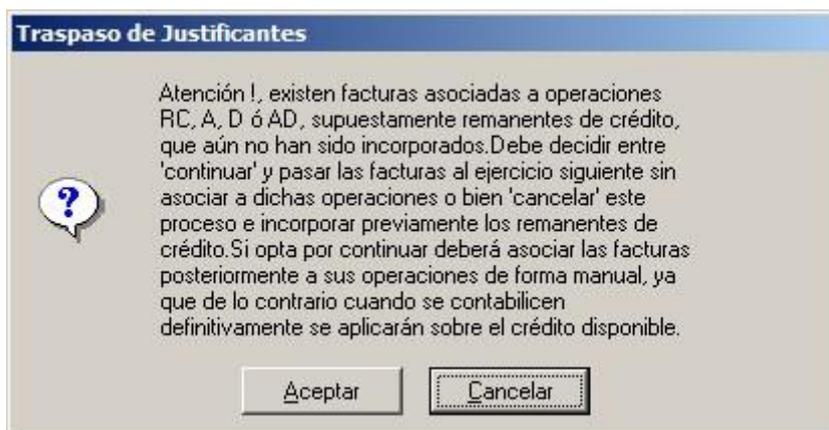 Traspaso de Justificantes
Atención !, existen facturas asociadas a operaciones
RC, A, D ó AD, supuestamente remanentes de crédito,
que aún no han sido incorporados.Debe decidir entre
'continuar' y pasar las facturas al ejercicio siguiente sin
asociar a dichas operaciones o bien 'cancelar' este
proceso e incorporar previamente los remanentes de
crédito.Si opta por continuar deberá asociar las facturas
posteriormente a sus operaciones de forma manual, ya
que de lo contrario cuando se contabilicen
definitivamente se aplicarán sobre el crédito disponible.
Aceptar
Cancelar